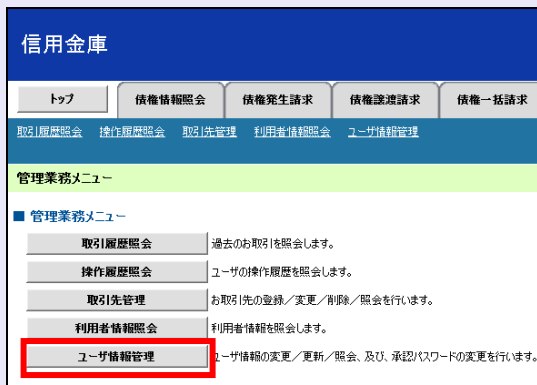 信用金庫
トップ 債権情報照会 債権発生請求 債権譲渡請求 債権一括請求
取引履歴照会 操作履歴照会 取引先管理 利用者情報照会 ユーザ情報管理
管理業務メニュー
■ 管理業務メニュー
取引履歴照会 過去のお取引を照会します。
操作履歴照会 ユーザの操作履歴を照会します。
取引先管理 お取引先の登録／変更／削除／照会を行います。
利用者情報照会 利用者情報を照会します。
ユーザ情報管理 ユーザ情報の変更／更新／照会、及び、承認パスワードの変更を行います。